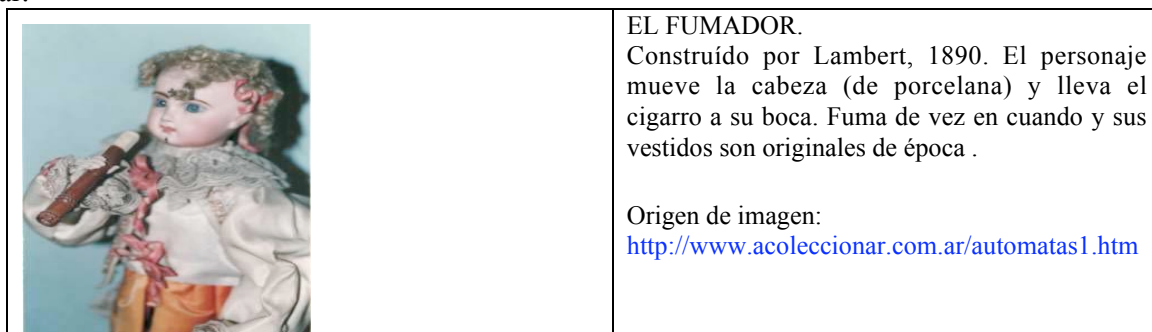 ar.
EL FUMADOR.
Construído por Lambert, 1890. El personaje
mueve la cabeza (de porcelana) y lleva el
cigarro a su boca. Fuma de vez en cuando y sus
vestidos son originales de época .
Origen de imagen:
http://www.acoleccionar.com.ar/automatas1.htm